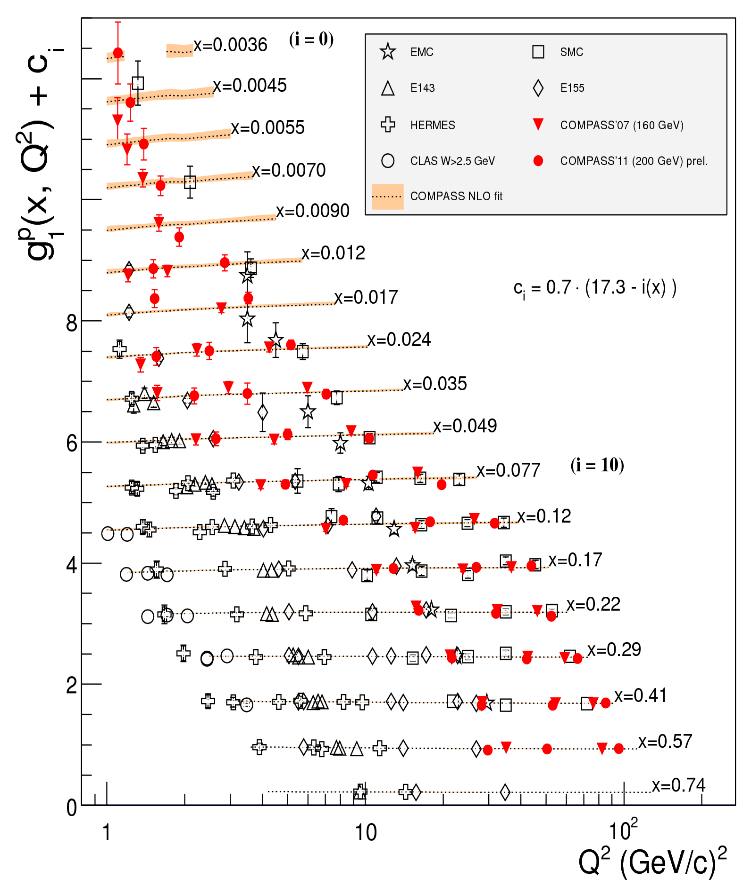 g₁ᵖ(x, Q²) + cᵢ
x=0.0036 (i = 0)
x=0.0045
x=0.0055
x=0.0070
x=0.0090
x=0.012
x=0.017
x=0.024
x=0.035
x=0.049
x=0.077 (i = 10)
x=0.12
x=0.17
x=0.22
x=0.29
x=0.41
x=0.57
x=0.74
EMC SMC
E143 E155
HERMES COMPASS'07 (160 GeV)
CLAS W>2.5 GeV COMPASS'11 (200 GeV) prel.
COMPASS NLO fit
cᵢ = 0.7 · (17.3 - i(x) )
8
6
4
2
0
1 10 10²
Q² (GeV/c)²